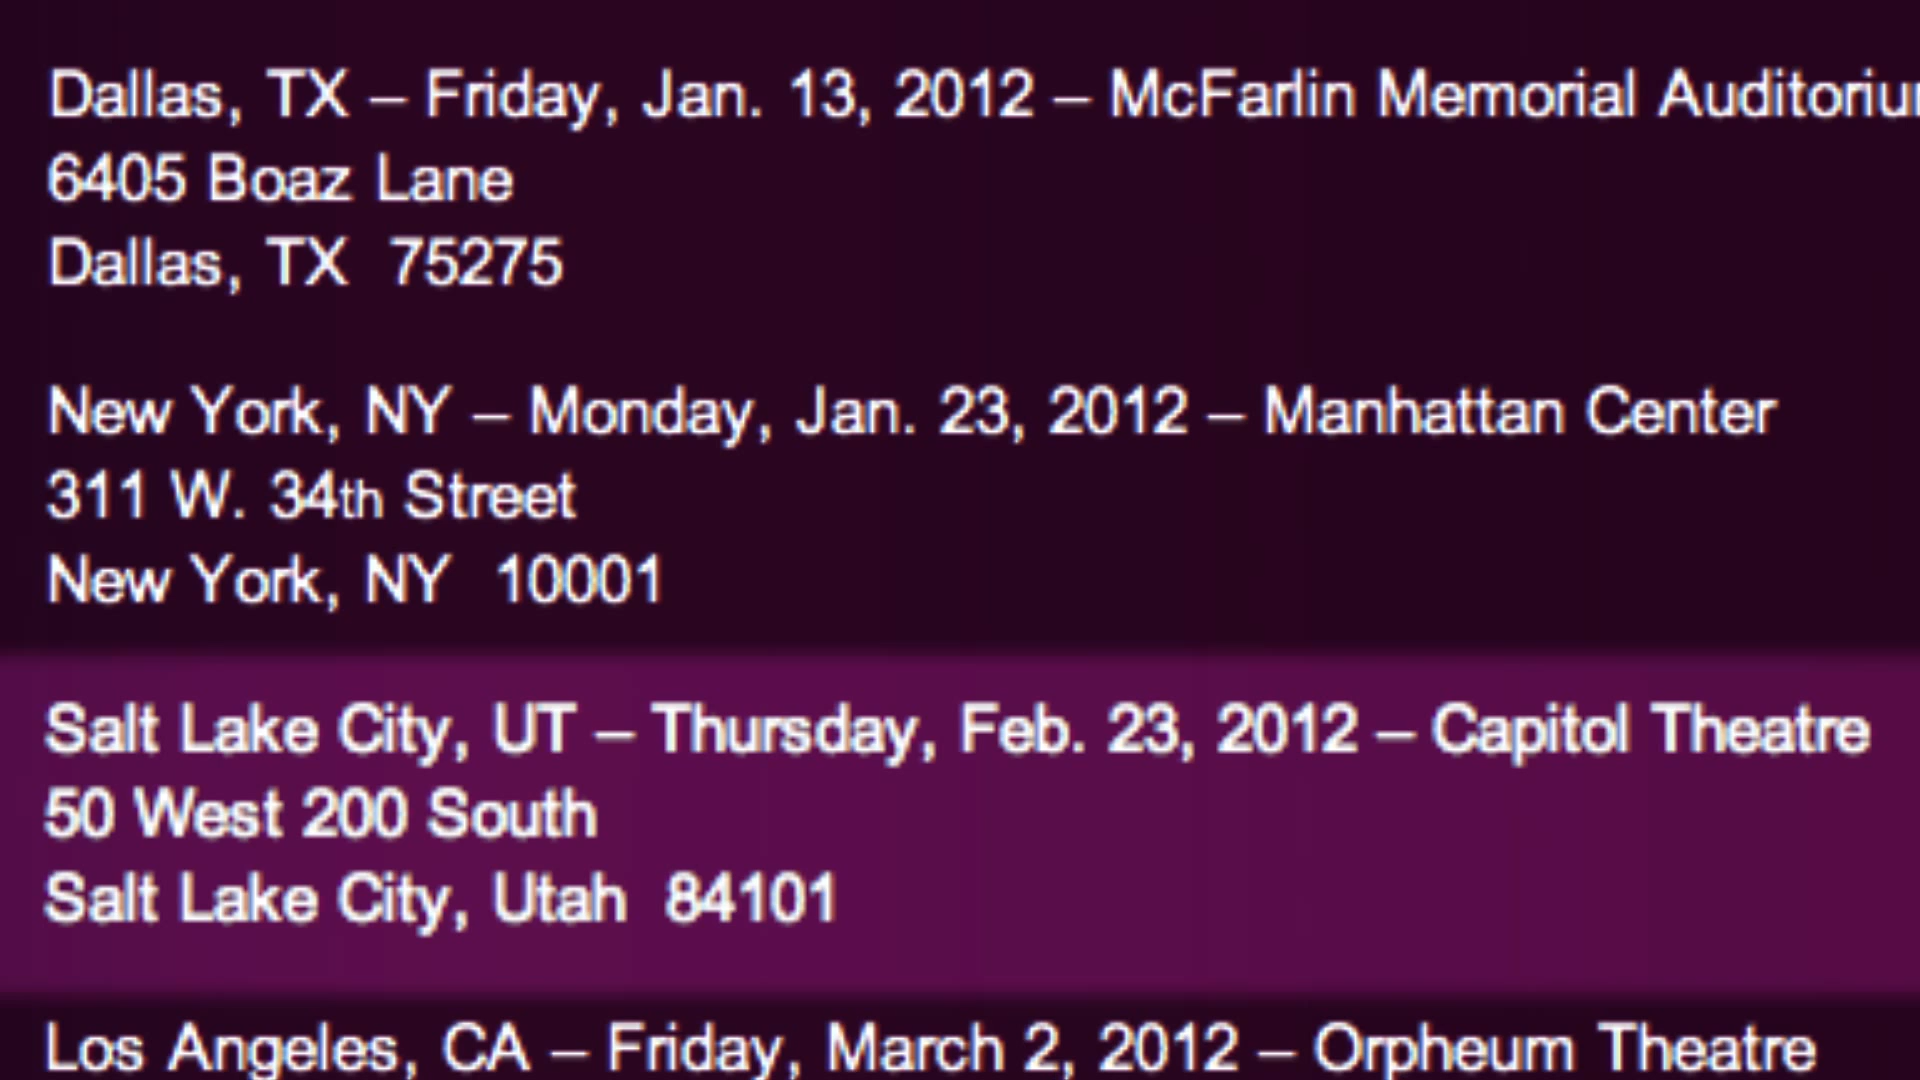 Dallas, TX – Friday, Jan. 13, 2012 – McFarlin Memorial Auditoriu
6405 Boaz Lane
Dallas, TX  75275
New York, NY – Monday, Jan. 23, 2012 – Manhattan Center
311 W. 34th Street
New York, NY  10001
Salt Lake City, UT – Thursday, Feb. 23, 2012 – Capitol Theatre
50 West 200 South
Salt Lake City, Utah  84101
Los Angeles, CA – Friday, March 2, 2012 – Orpheum Theatre